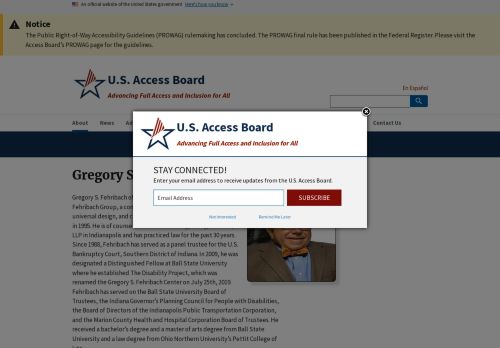 An official website of the United States government Here's how you know
Notice
The Public Right-of-Way Accessibility Guidelines (PROWAG) rulemaking has concluded. The PROWAG final rule has been published in the Federal Register. Please visit the
Access Board's PROWAG page for the guidelines.
U.S. Access Board
Advancing Full Access and Inclusion for All
En Español
About News
Contact Us
U.S. Access Board
Advancing Full Access and Inclusion for All
STAY CONNECTED!
Enter your email address to receive updates from the U.S. Access Board.
Email Address
SUBSCRIBE
Not Interested
Remind Me Later
Gregory S
Gregory S. Fehribach of
Fehribach Group, a con
universal design, and c
in 1995. He is of counse
LLP in Indianapolis and has practiced law for the past 30 years.
Since 1988, Fehribach has served as a panel trustee for the U.S.
Bankruptcy Court, Southern District of Indiana. In 2009, he was
designated a Distinguished Fellow at Ball State University
where he established The Disability Project, which was
renamed the Gregory S. Fehribach Center on July 25th, 2019
Fehribach has served on the Ball State University Board of
Trustees, the Indiana Governor's Planning Council for People with Disabilities,
the Board of Directors of the Indianapolis Public Transportation Corporation,
and the Marion County Health and Hospital Corporation Board of Trustees. He
received a bachelor's degree and a master of arts degree from Ball State
University and a law degree from Ohio Northern University's Pettit College of